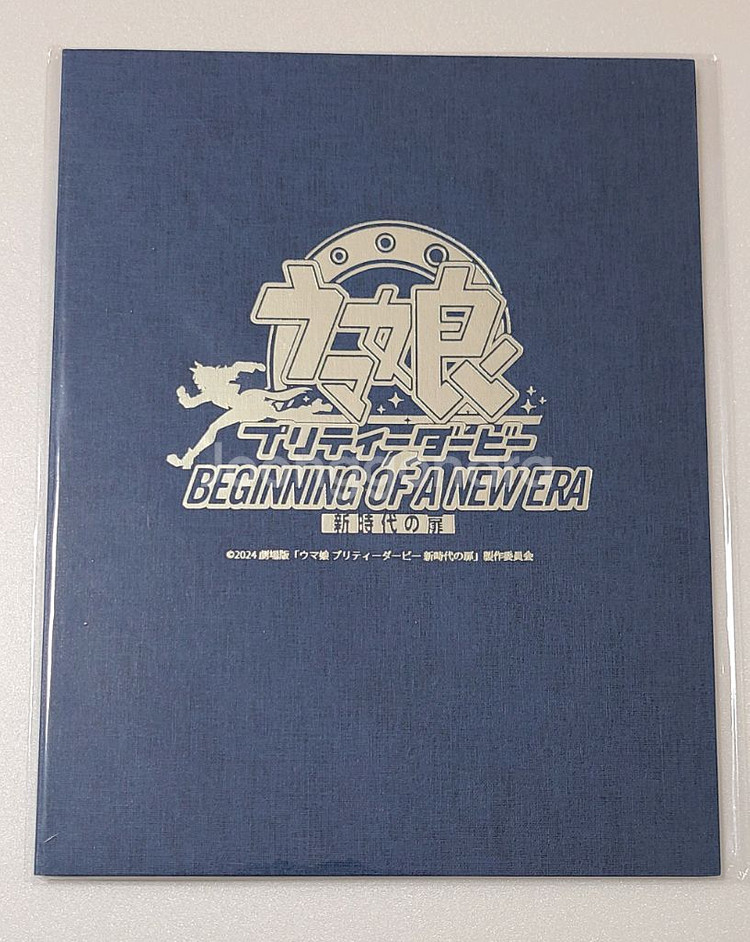 ウマ娘
プリティーダービー
BEGINNING OF A NEW ERA
新時代の扉
©2024 劇場版「ウマ娘 プリティーダービー 新時代の扉」製作委員会